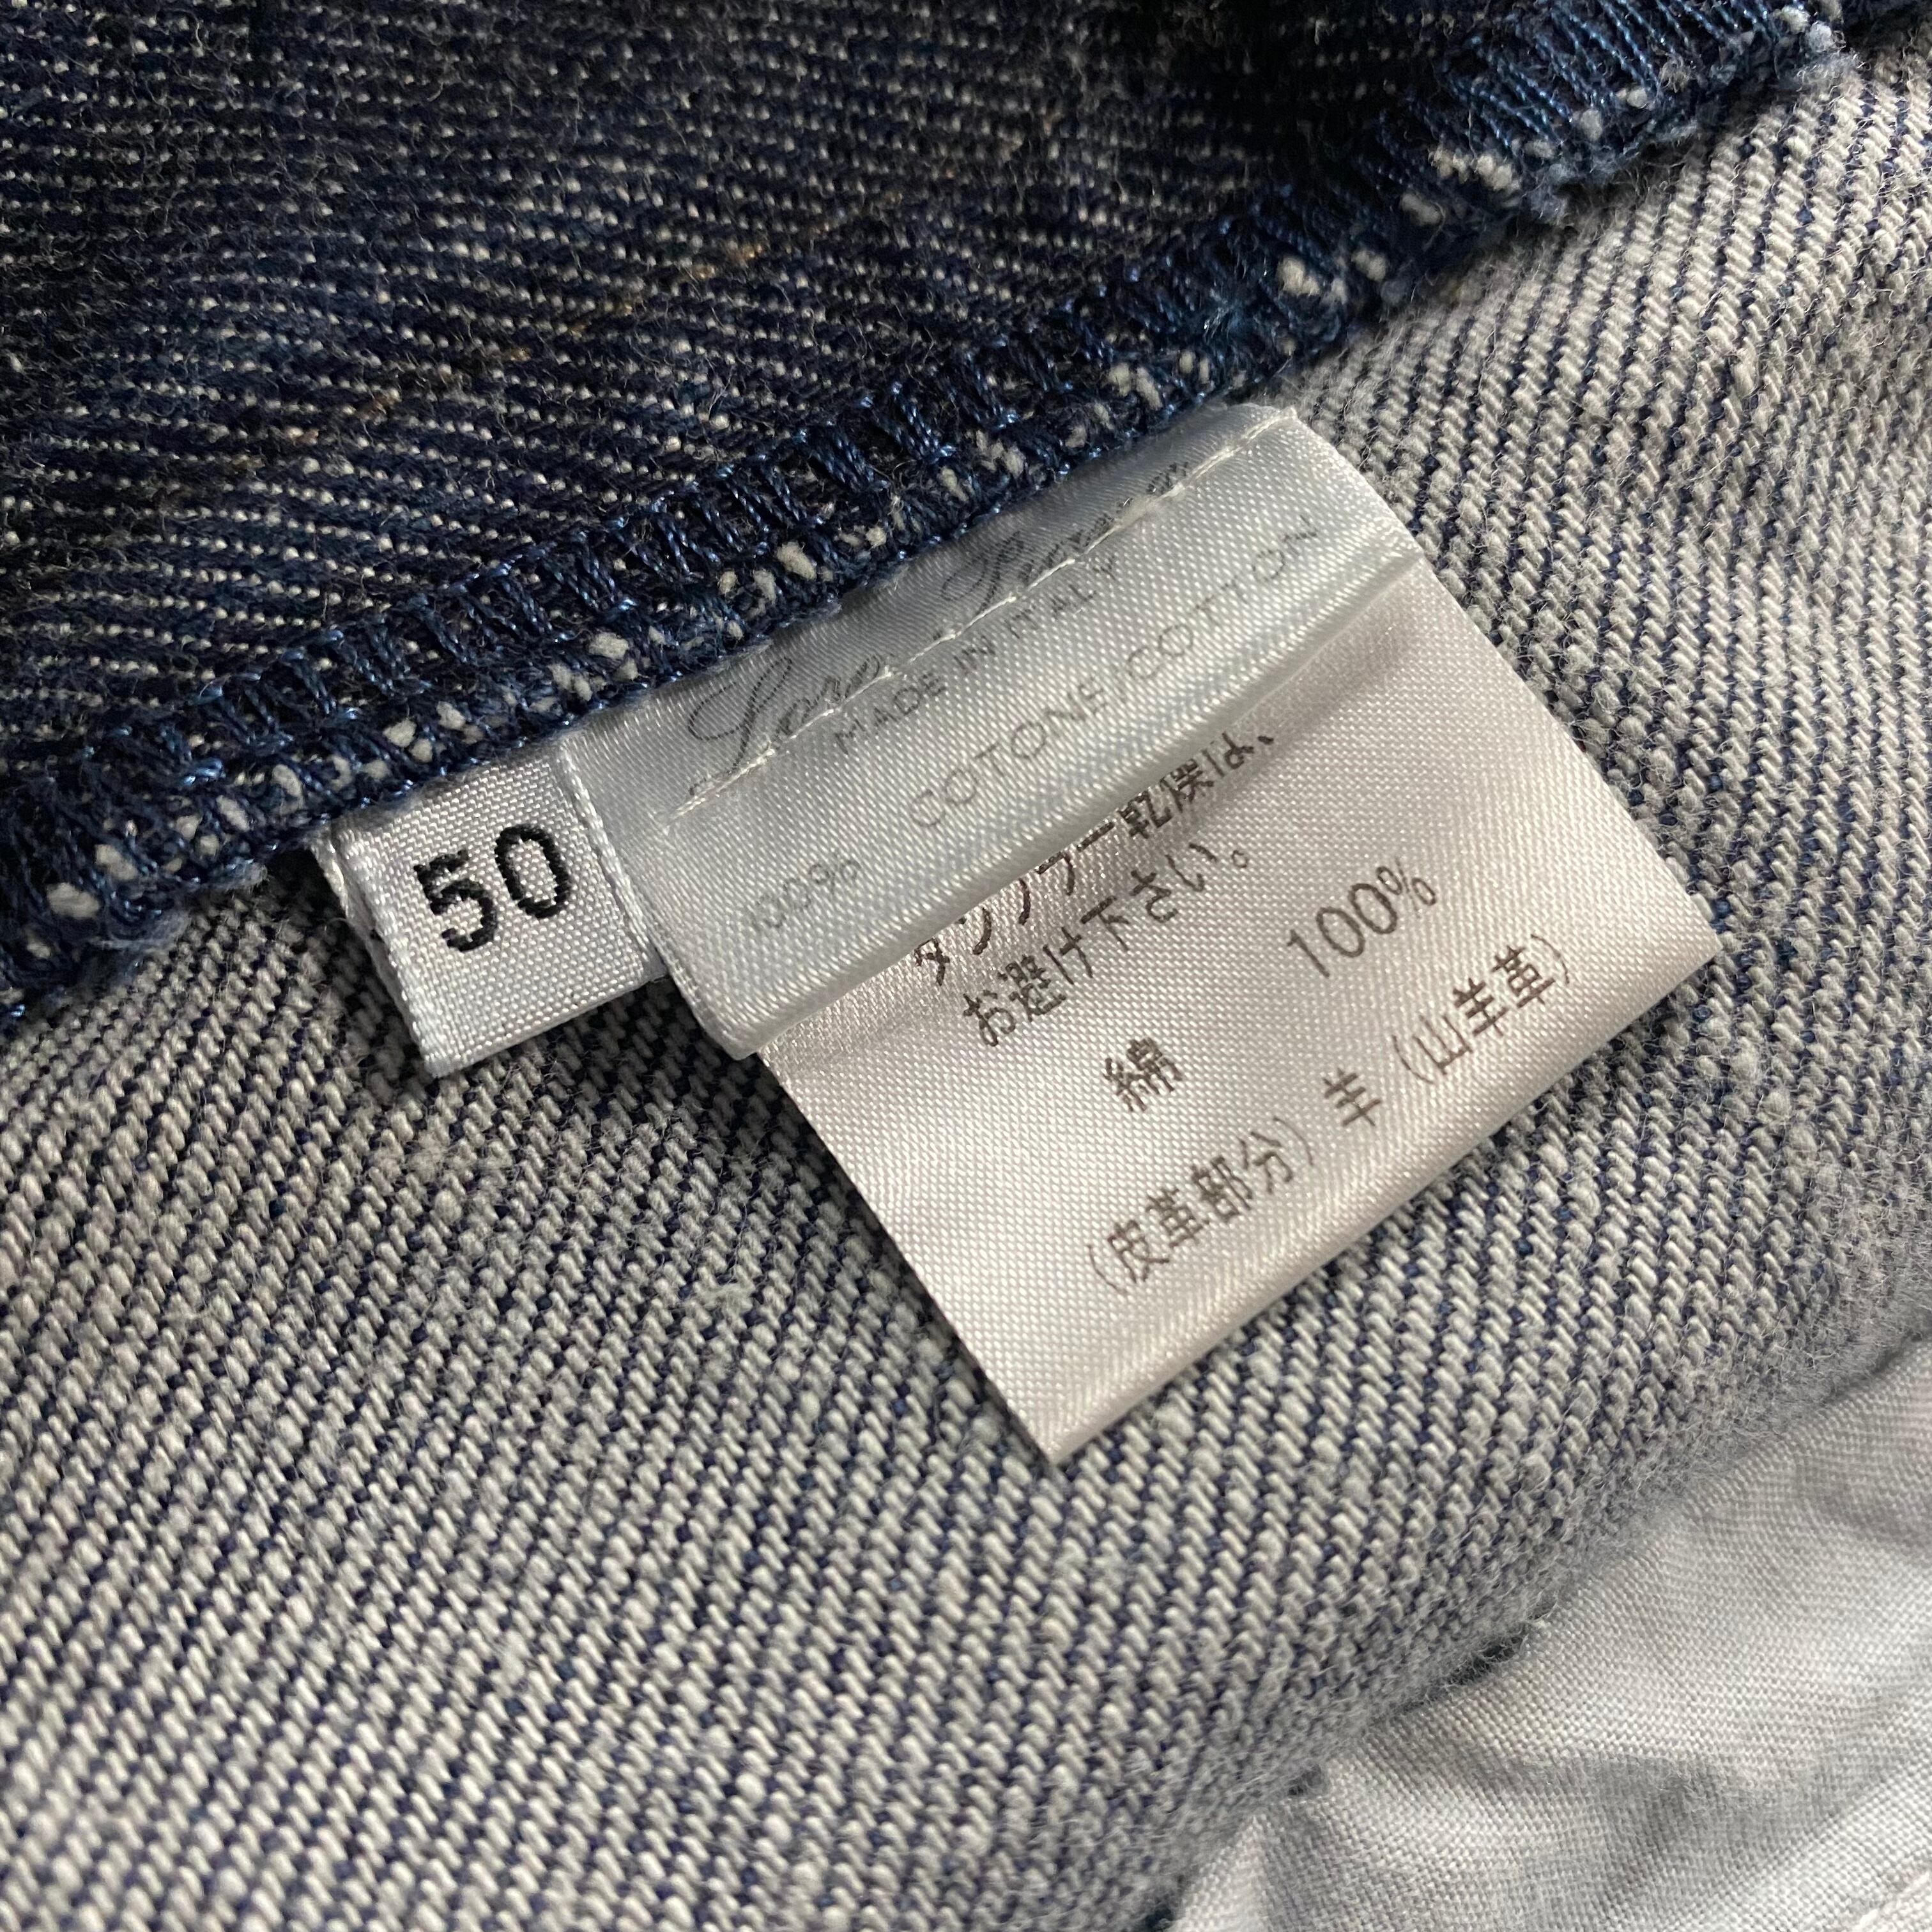 50
MADE IN ITALY
100% COTONE/COTTON
タンブラー乾燥は、
お避け下さい。
綿 100%
(皮革部分) 羊 (山羊革)